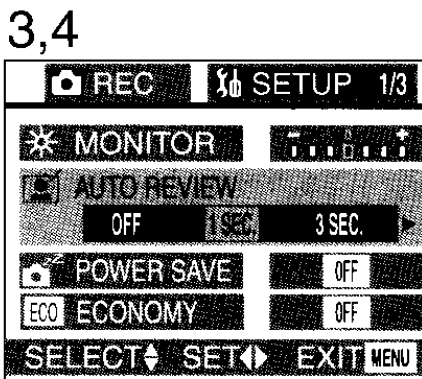 3,4
REC SETUP 1/3
MONITOR - +
AUTO REVIEW
OFF 1 SEC. 3 SEC.
POWER SAVE OFF
ECO ECONOMY OFF
SELECT SET EXIT MENU